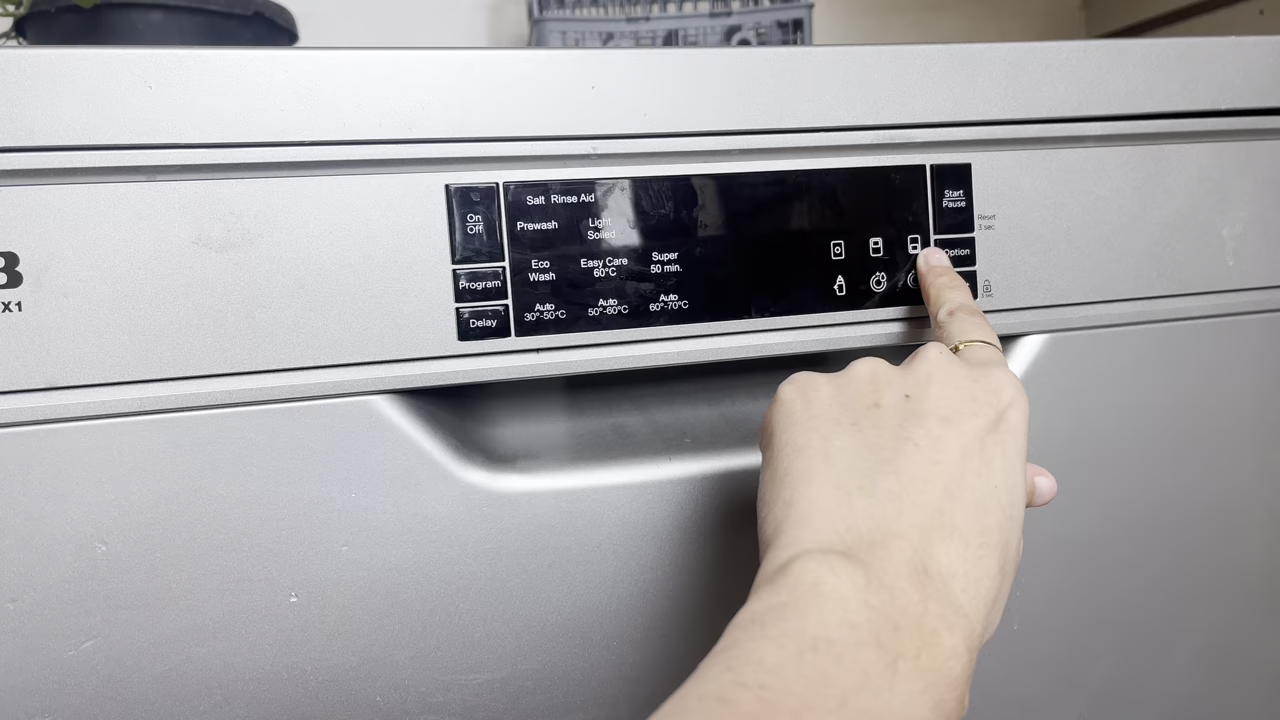 B
X1
On
Off
Program
Delay
Salt Rinse Aid
Prewash
Light
Soiled
Eco
Wash
Easy Care
60°C
Super
50 min.
Auto
30°-50°C
Auto
50°-60°C
Auto
60°-70°C
Start
Pause
Reset
3 sec
Option
3 sec